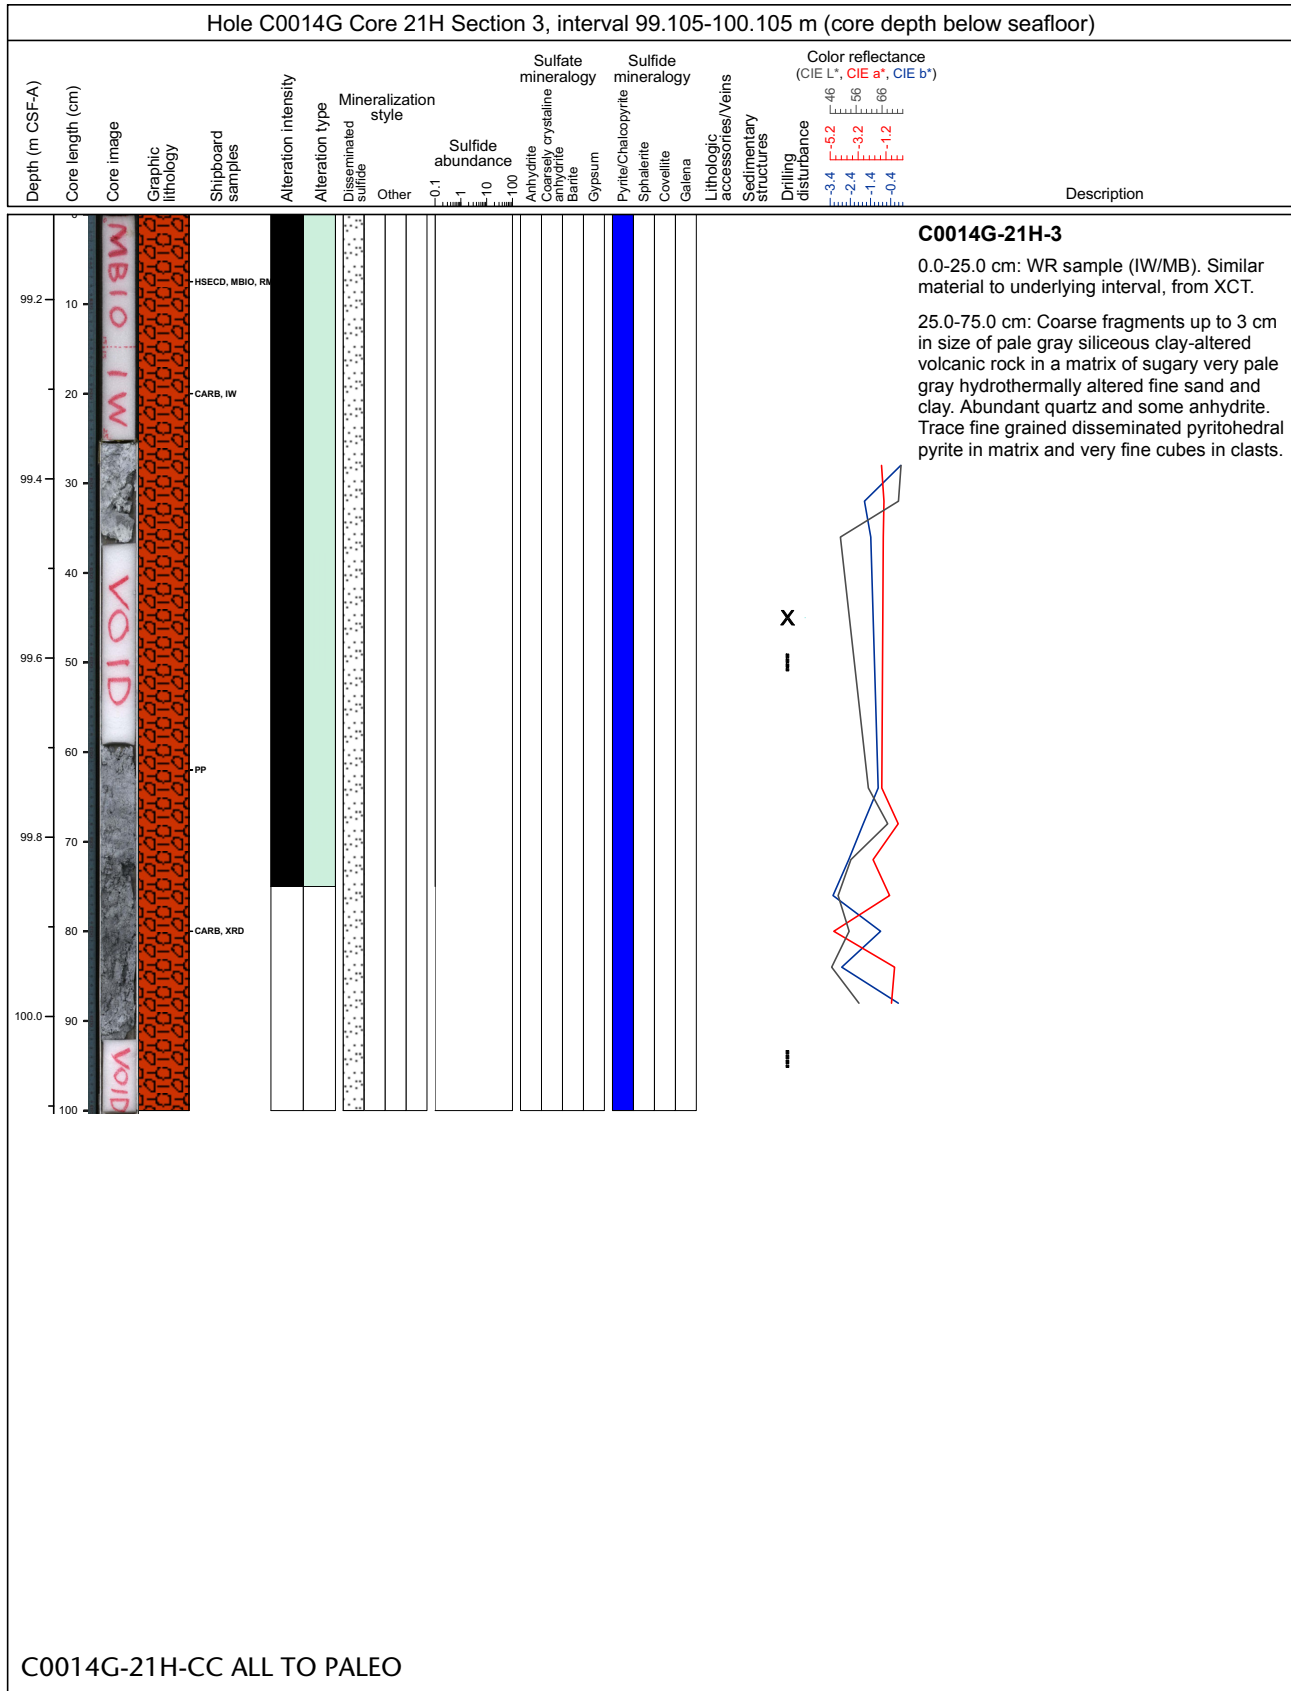 Hole C0014G Core 21H Section 3, interval 99.105-100.105 m (core depth below seafloor)
Depth (m CSF-A)
Core length (cm)
Core image
Graphic
lithology
Shipboard
samples
Alteration intensity
Alteration type
Mineralization
style
Disseminated
sulfide
Other
Sulfide
abundance
0.1
1
10
100
Sulfate
mineralogy
Anhydrite
Coarsely crystaline
anhydrite
Barite
Gypsum
Sulfide
mineralogy
Pyrite/Chalcopyrite
Sphalerite
Covellite
Galena
Lithologic
accessories/Veins
Sedimentary
structures
Drilling
disturbance
Color reflectance
(CIE L*, CIE a*, CIE b*)
46 56 66
-5.2 -3.2 -1.2
-3.4 -2.4 -1.4 -0.4
Description
C0014G-21H-3
0.0-25.0 cm: WR sample (IW/MB). Similar
material to underlying interval, from XCT.
25.0-75.0 cm: Coarse fragments up to 3 cm
in size of pale gray siliceous clay-altered
volcanic rock in a matrix of sugary very pale
gray hydrothermally altered fine sand and
clay. Abundant quartz and some anhydrite.
Trace fine grained disseminated pyritohedral
pyrite in matrix and very fine cubes in clasts.
99.2
99.4
99.6
99.8
100.0
0
10
20
30
40
50
60
70
80
90
100
MBIO
IW
VOID
VOID
HSECD, MBIO, RM
CARB, IW
PP
CARB, XRD
X
C0014G-21H-CC ALL TO PALEO